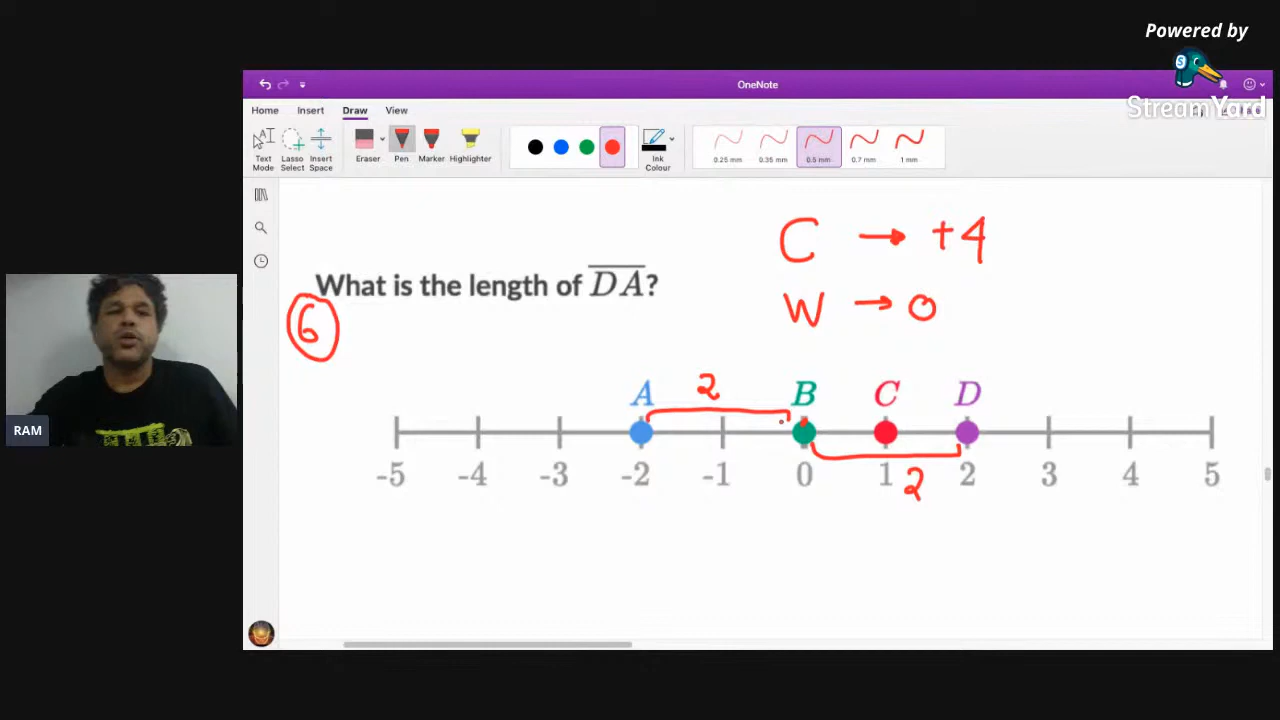 Powered by
StreamYard
OneNote
Home Insert Draw View
Text Mode
Lasso Select
Insert Space
Eraser
Pen
Marker
Highlighter
Ink Colour
0.25 mm
0.35 mm
0.5 mm
0.7 mm
1 mm
C → +4
What is the length of DA?
W → 0
6
2
A B C D
-5 -4 -3 -2 -1 0 1 2 3 4 5
2
RAM